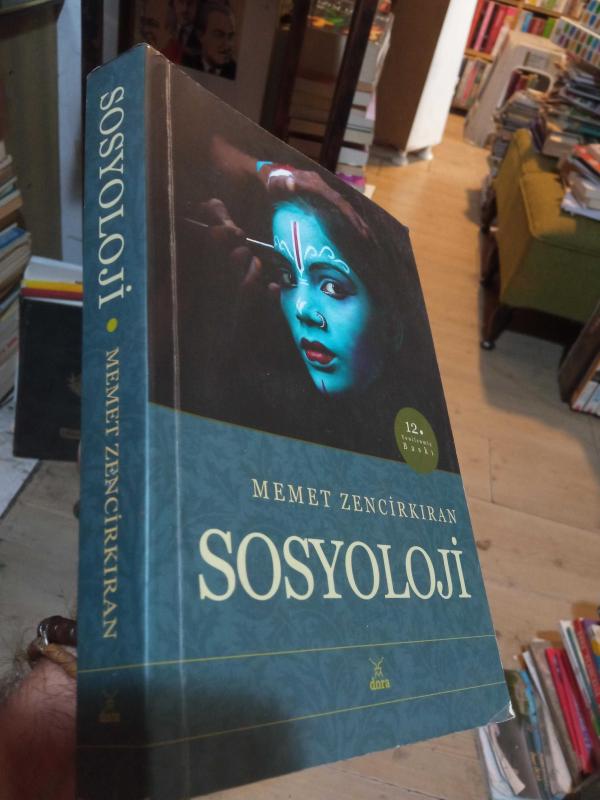 SOSYOLOJİ • MEMET ZENCİRKIRAN
dora
12.
Yenilenmiş
Baskı
MEMET ZENCİRKIRAN
SOSYOLOJİ
dora